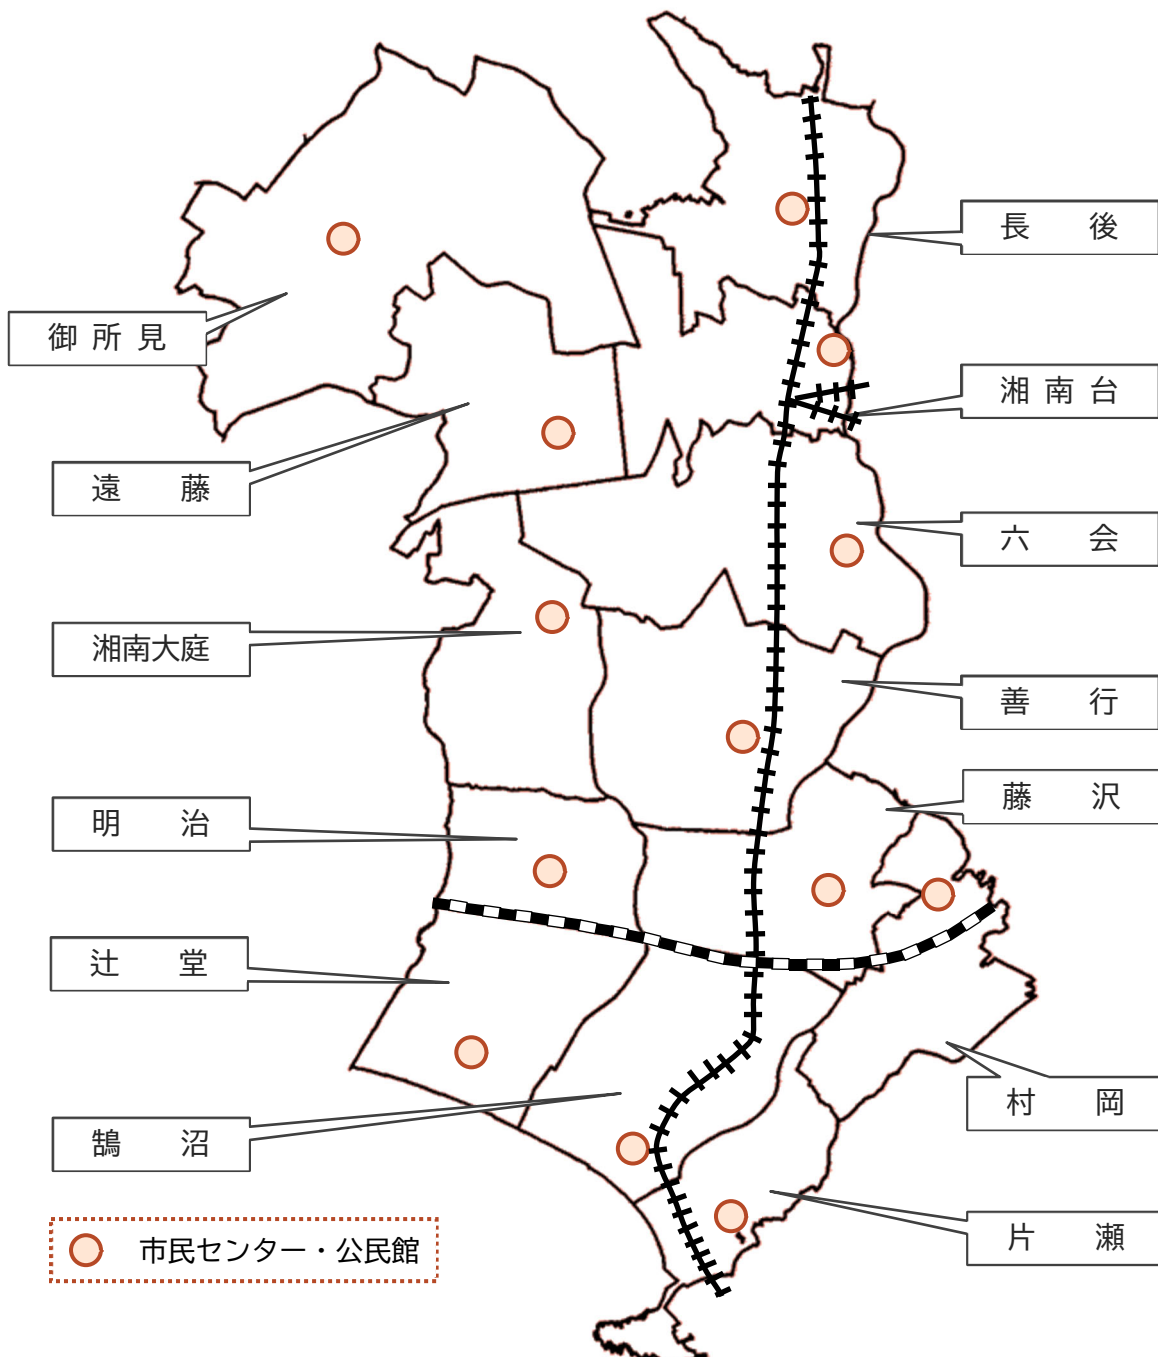 長　　後
御 所 見
湘 南 台
遠　　藤
六　　会
湘南大庭
善　　行
藤　　沢
明　　治
辻　　堂
村　　岡
鵠　　沼
片　　瀬
市民センター・公民館